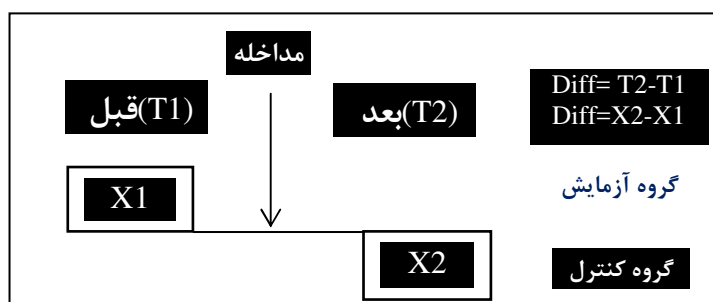 مداخله
قبل(T1)
بعد(T2)
Diff= T2-T1
Diff=X2-X1
X1
گروه آزمایش
X2
گروه کنترل